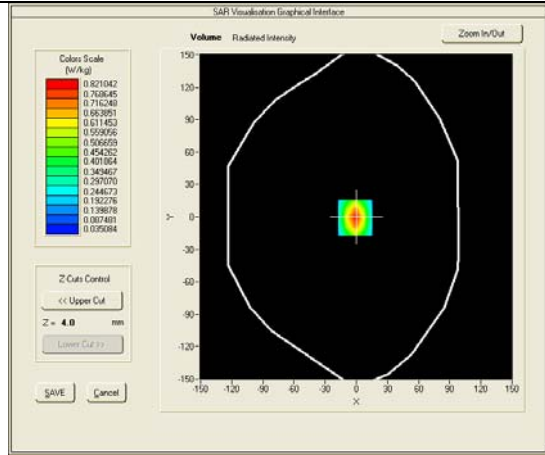 SAR Visualisation Graphical Interface
Volume Radiated Intensity
Zoom In/Out
Colors Scale
(W/kg)
0.821042
0.768645
0.716248
0.663851
0.611453
0.559056
0.506659
0.454262
0.401864
0.349467
0.297070
0.244673
0.192276
0.139878
0.087481
0.035084
Z-Cuts Control
<< Upper Cut
Z = 4.0 mm
Lower Cut >>
SAVE Cancel
150
120
90
60
30
0
-30
-60
-90
-120
-150
Y
-150 -120 -90 -60 -30 0 30 60 90 120 150
X